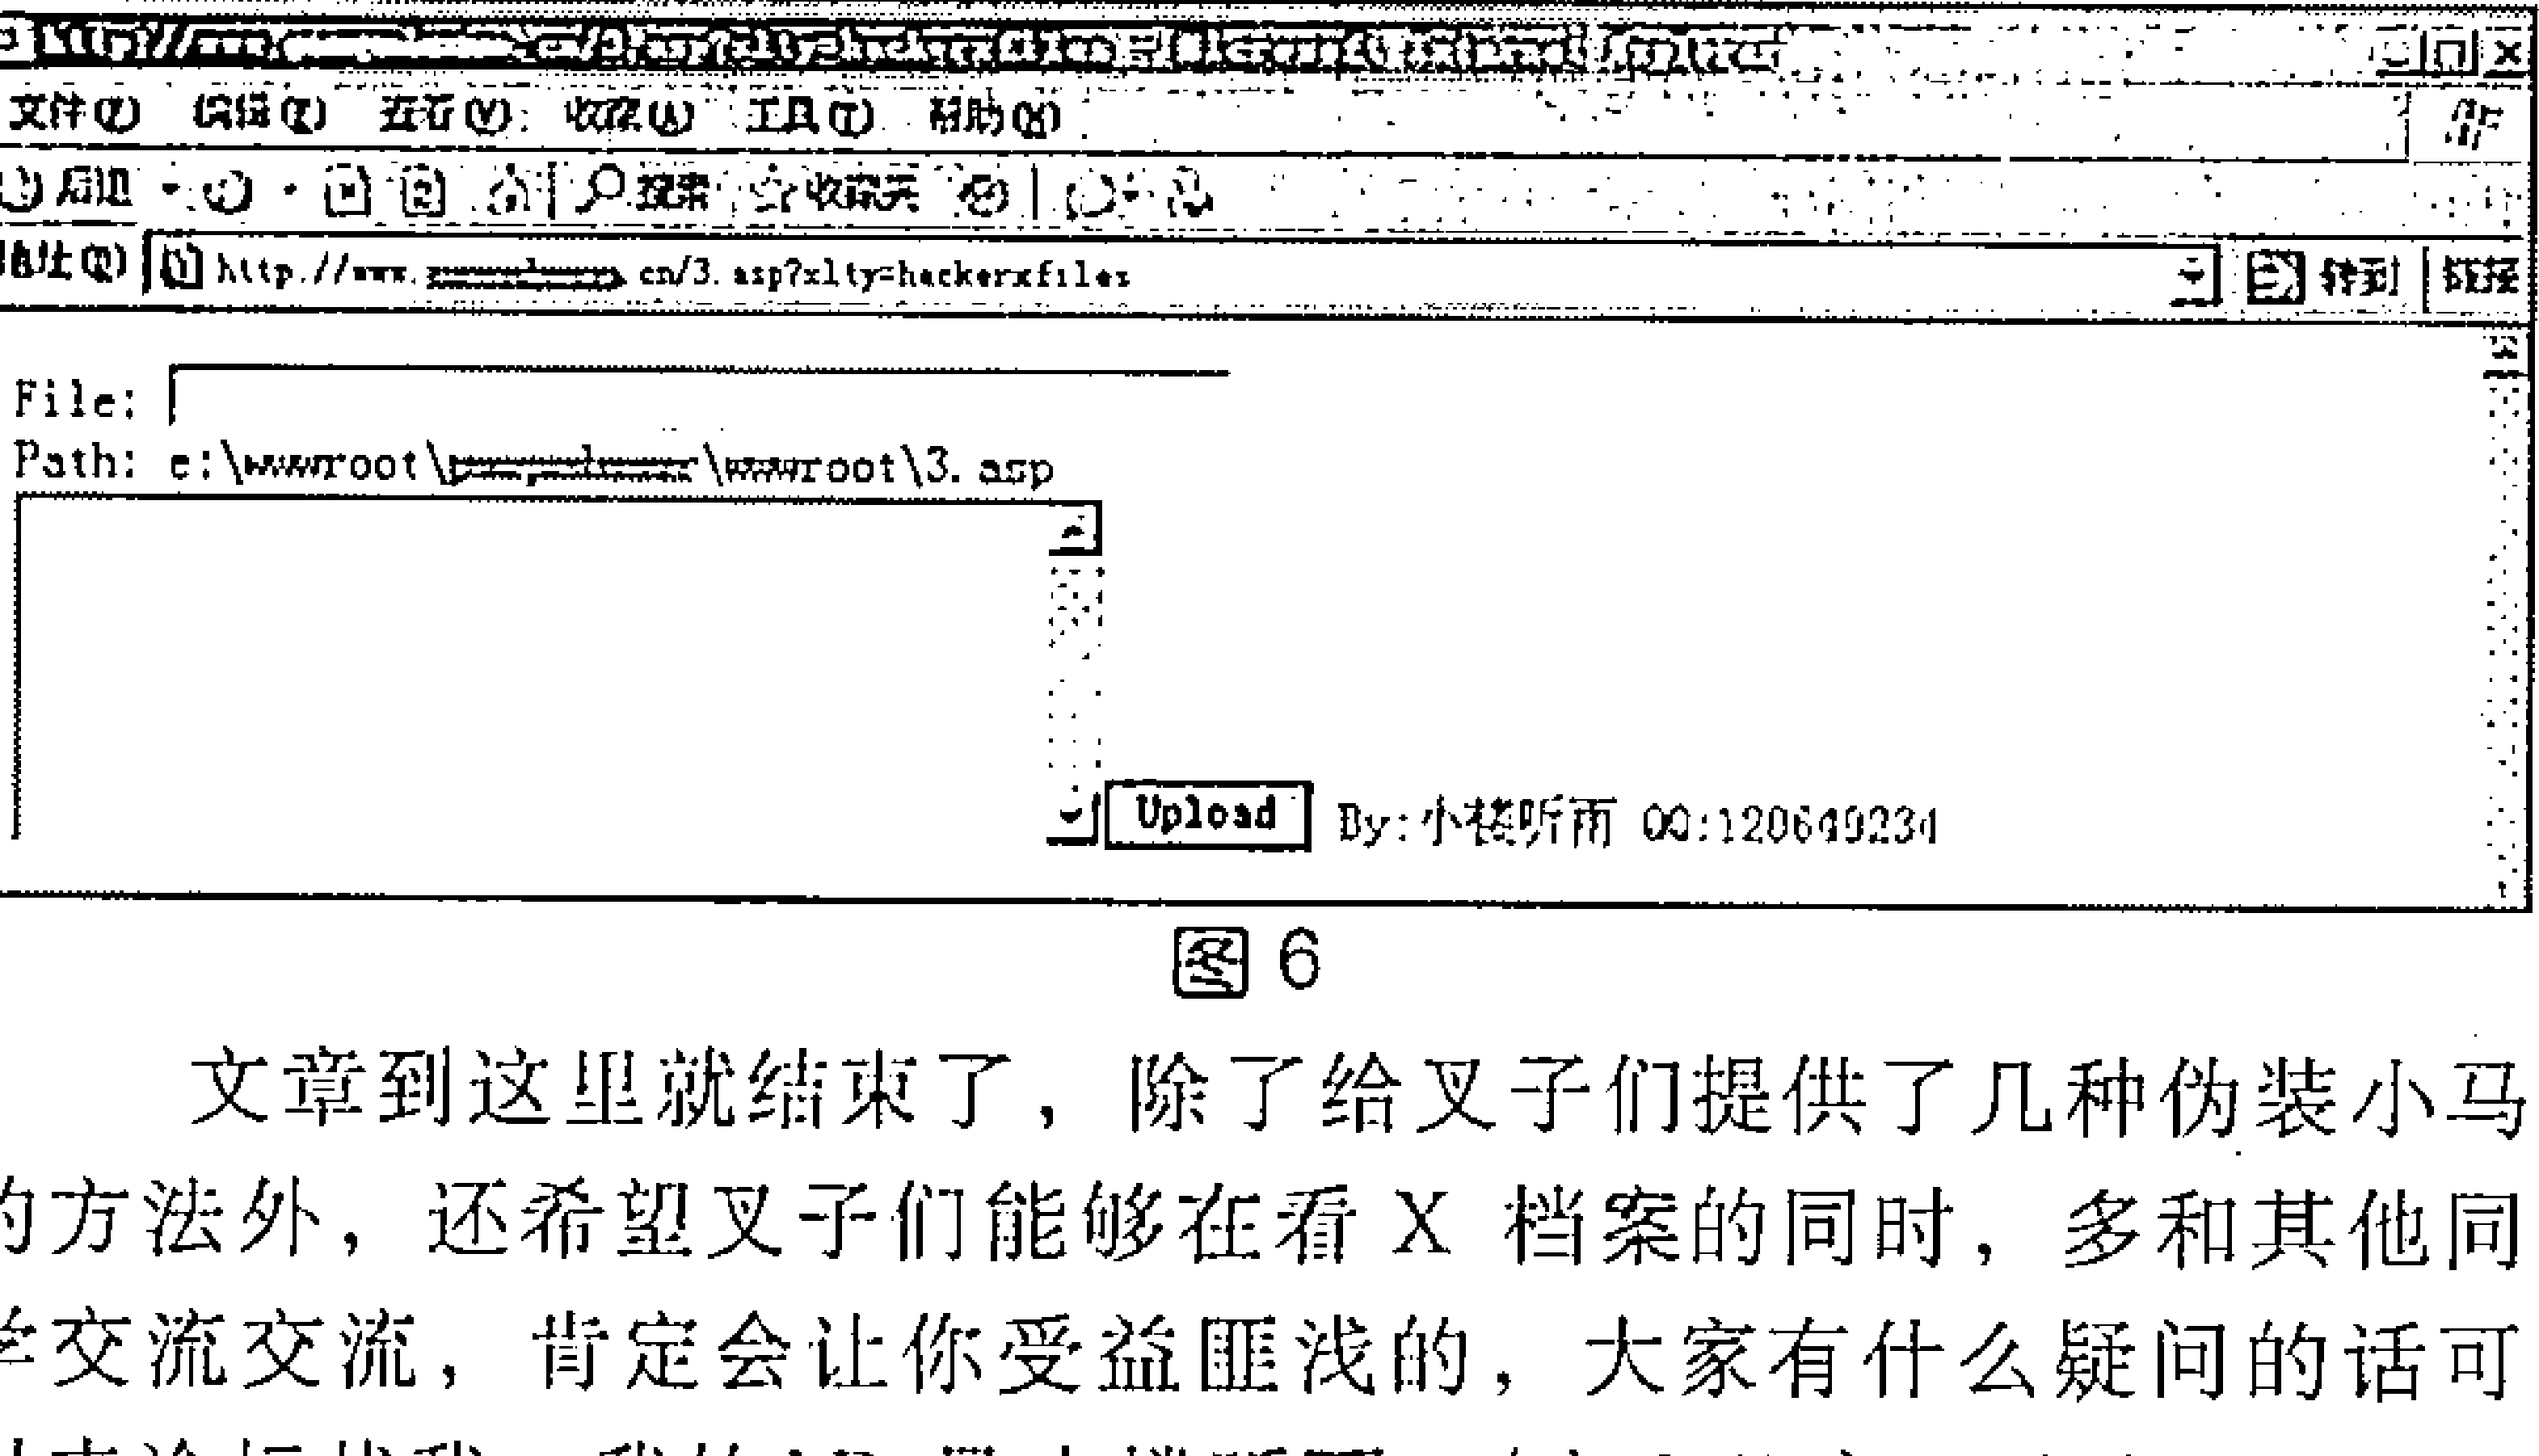 文件(F) 编辑(E) 查看(V) 收藏(A) 工具(T) 帮助(H)
后退 搜索 收藏夹
地址(D) http://www. cn/3.asp?xlty=hackerxfiles 转到 链接
File:
Path: e:\wwwroot\ \wwwroot\3.asp
Upload By:小楼听雨 QQ:120649234
图 6
文章到这里就结束了，除了给叉子们提供了几种伪装小马
的方法外，还希望叉子们能够在看 X 档案的同时，多和其他同
学交流交流，肯定会让你受益匪浅的，大家有什么疑问的话可